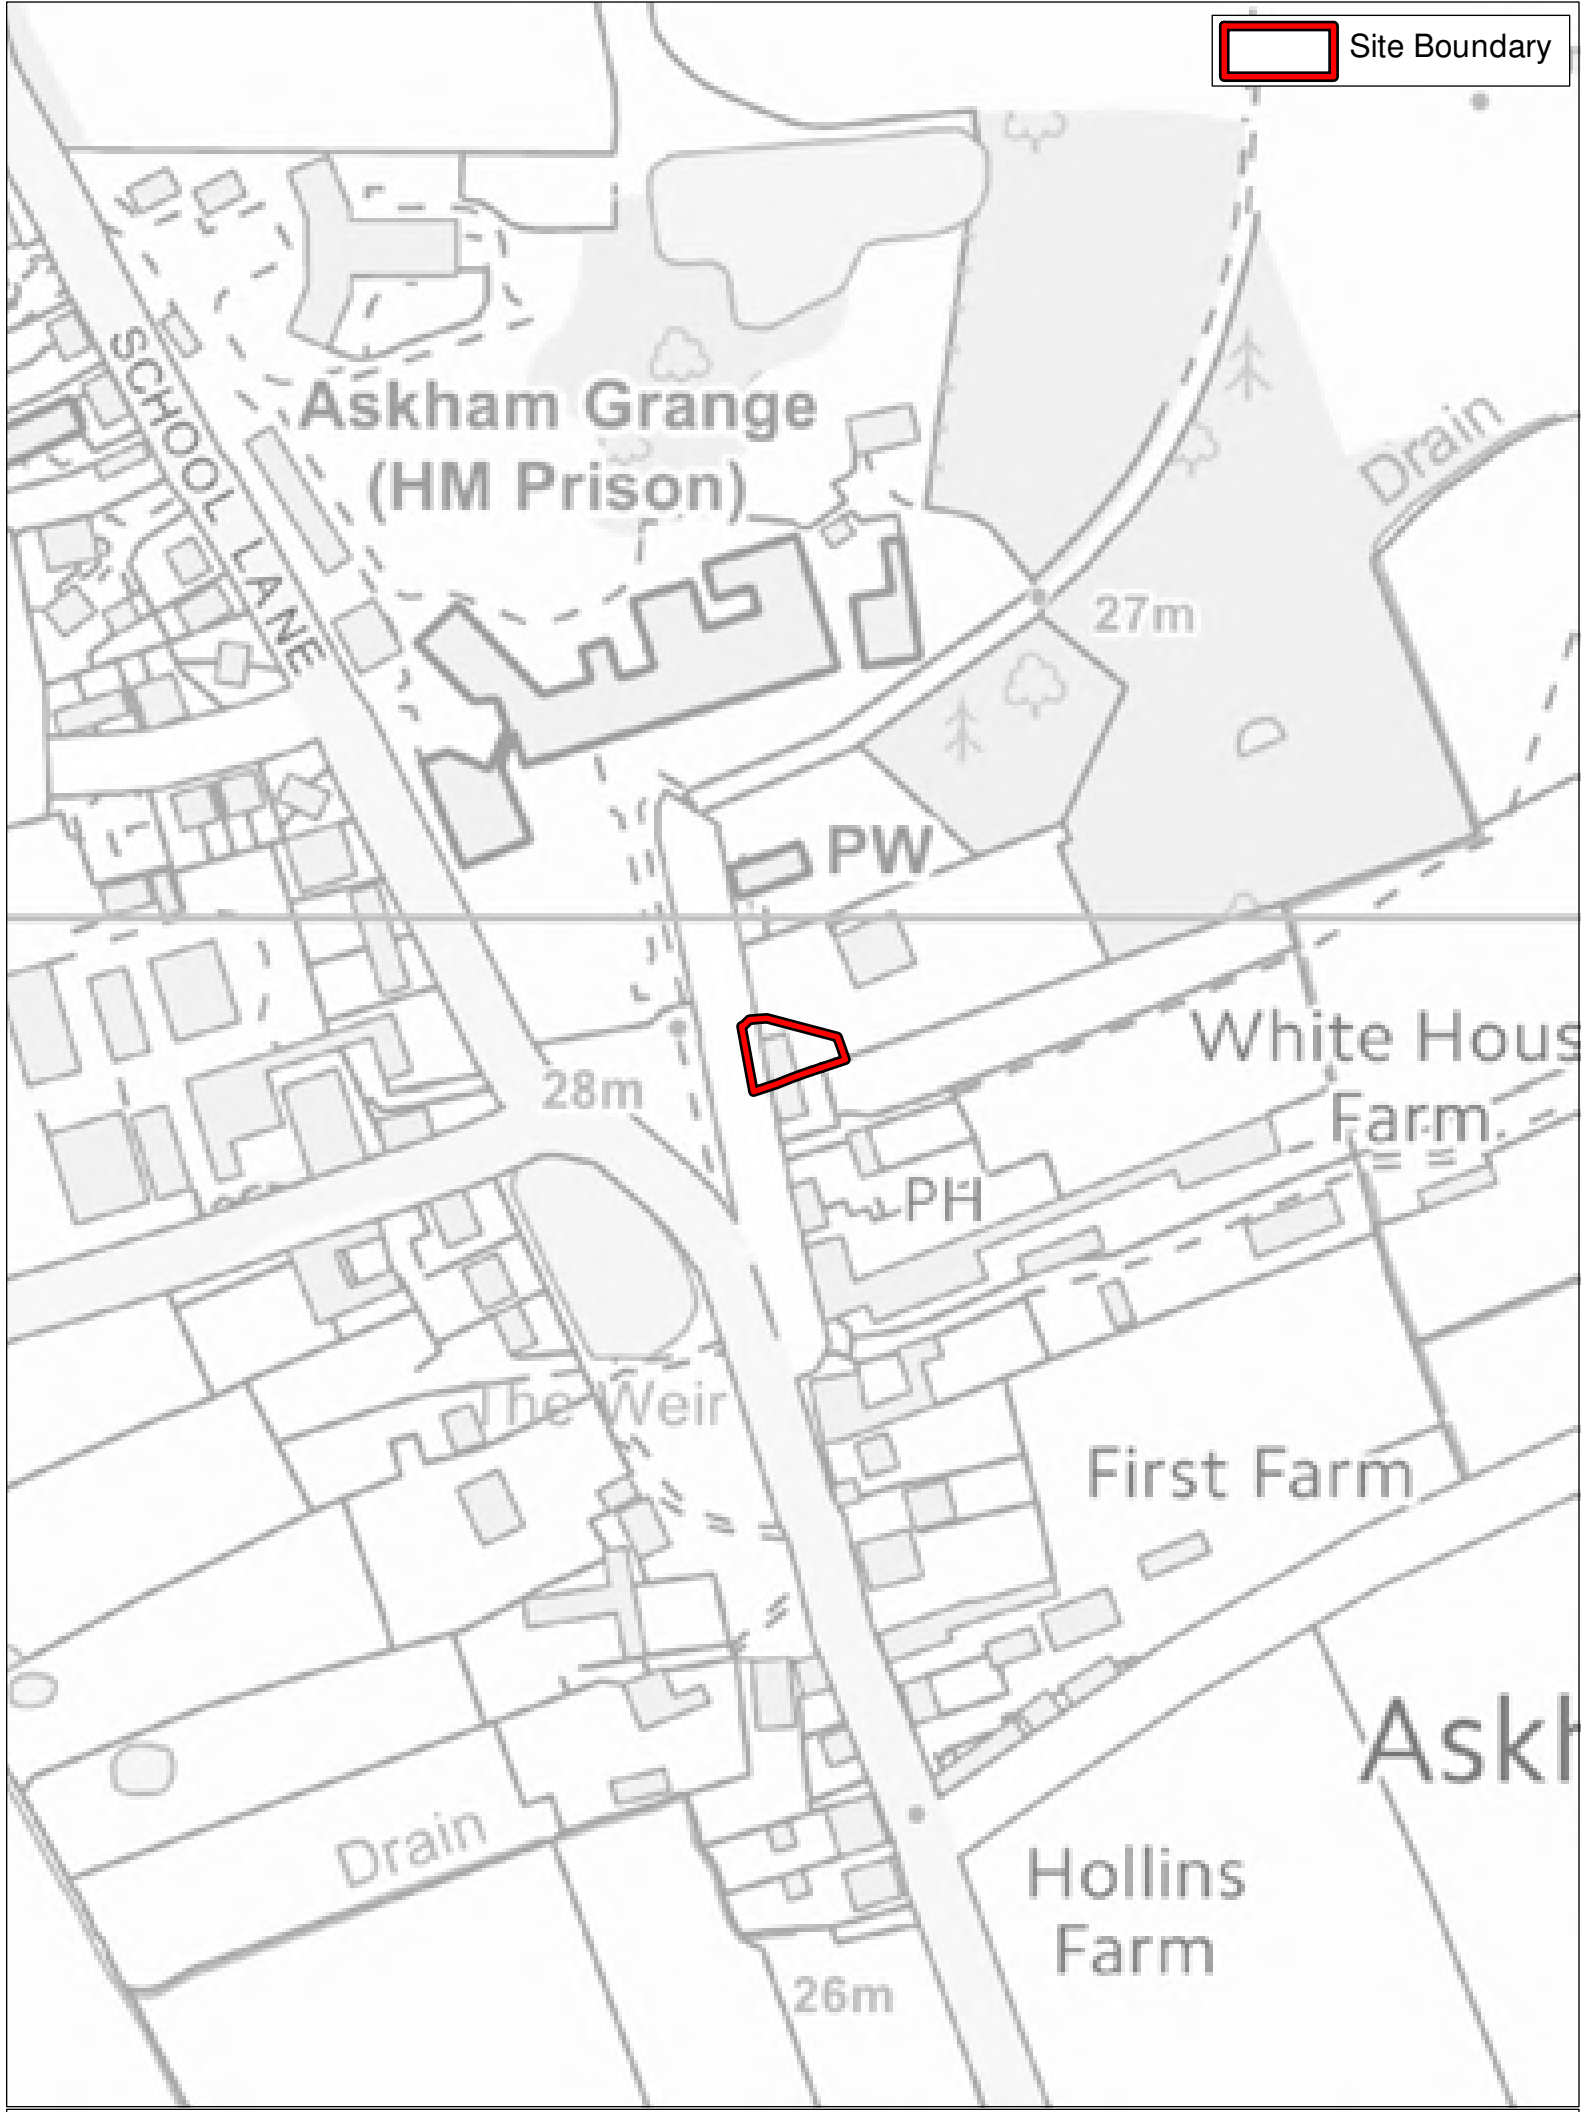 Site Boundary
SCHOOL LANE
Askham Grange
(HM Prison)
Drain
27m
PW
White Hous
Farm
28m
PH
The Weir
First Farm
Askh
Drain
Hollins
Farm
26m